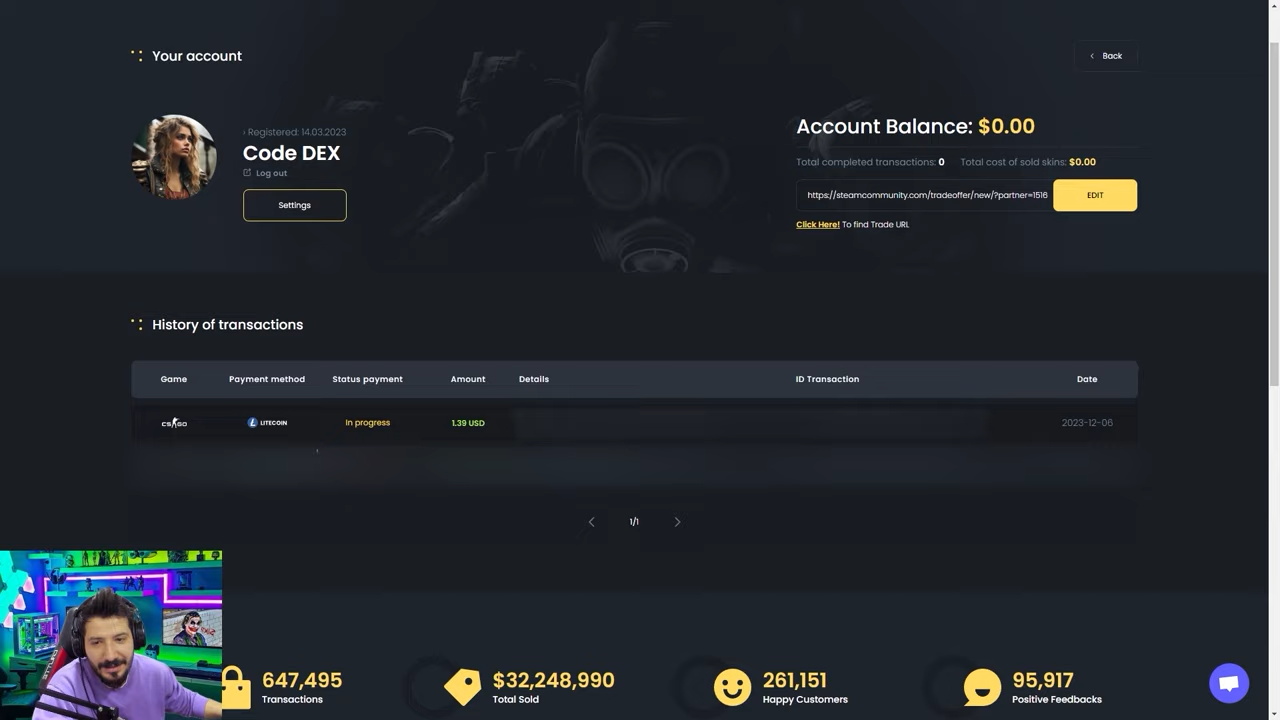 Your account
‹ Back
› Registered: 14.03.2023
Code DEX
Log out
Settings
Account Balance: $0.00
Total completed transactions: 0 Total cost of sold skins: $0.00
https://steamcommunity.com/tradeoffer/new/?partner=1516
EDIT
Click Here! To find Trade URL
History of transactions
Game Payment method Status payment Amount Details ID Transaction Date
CS:GO LITECOIN In progress 1.39 USD 2023-12-06
1/1
647,495
Transactions
$32,248,990
Total Sold
261,151
Happy Customers
95,917
Positive Feedbacks